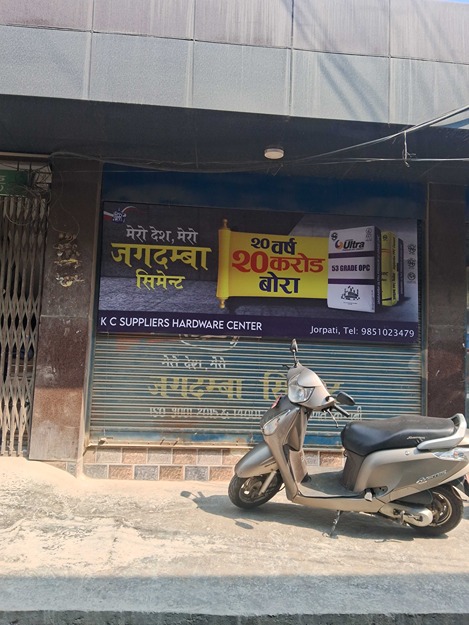 मेरो देश, मेरो
जगदम्बा
सिमेन्ट
२० वर्ष
२० करोड
बोरा
Ultra
53 GRADE OPC
K C SUPPLIERS HARDWARE CENTER
Jorpati, Tel: 9851023479
मेरो देश, मेरो
जगदम्बा सिमेन्ट